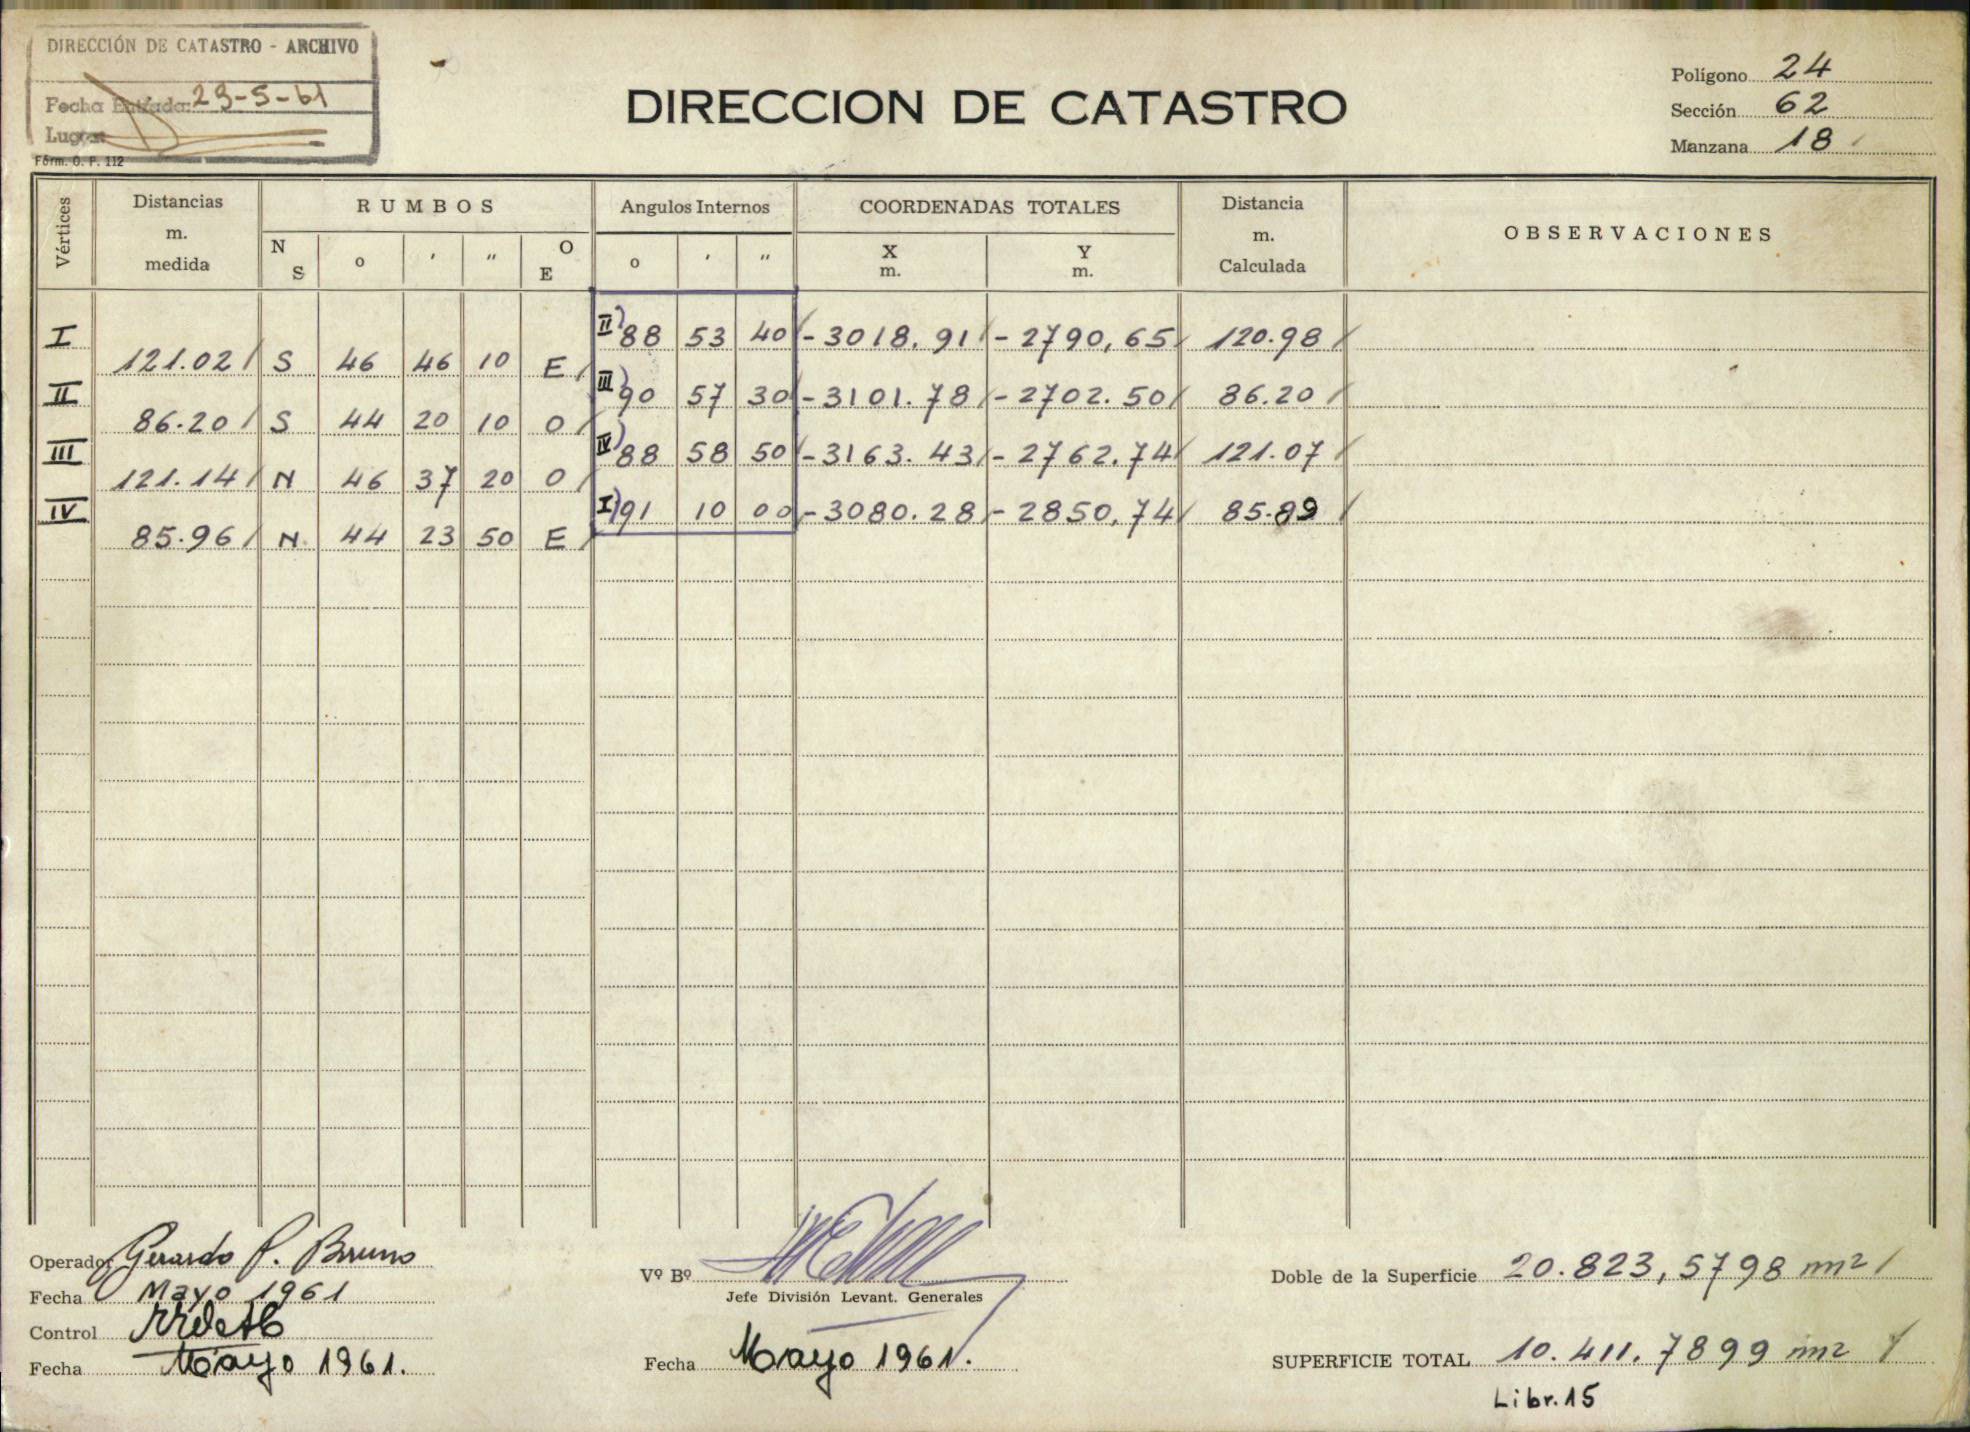 DIRECCIÓN DE CATASTRO - ARCHIVO
Fecha Entrada: 23-5-61
Lugar
Fórm. O. P. 112
DIRECCION DE CATASTRO
Polígono 24
Sección 62
Manzana 18
Vértices
Distancias m. medida
RUMBOS
N S o ' " O E
Angulos Internos
o ' "
COORDENADAS TOTALES
X m. Y m.
Distancia m. Calculada
OBSERVACIONES
I II) 88 53 40 -3018.91 -2790,65 120.98
121.02 S 46 46 10 E
II III) 90 57 30 -3101.78 -2702.50 86.20
86.20 S 44 20 10 O
III IV) 88 58 50 -3163.43 -2762.74 121.07
121.14 N 46 37 20 O
IV I) 91 10 00 -3080.28 -2850,74 85.89
85.96 N 44 23 50 E
Operador Gerardo P. Bruno
Fecha Mayo 1961
Control
Fecha Mayo 1961.
Vº Bº
Jefe División Levant. Generales
Fecha Mayo 1961.
Doble de la Superficie 20.823,5798 m2
SUPERFICIE TOTAL 10.411.7899 m2
Libr.15